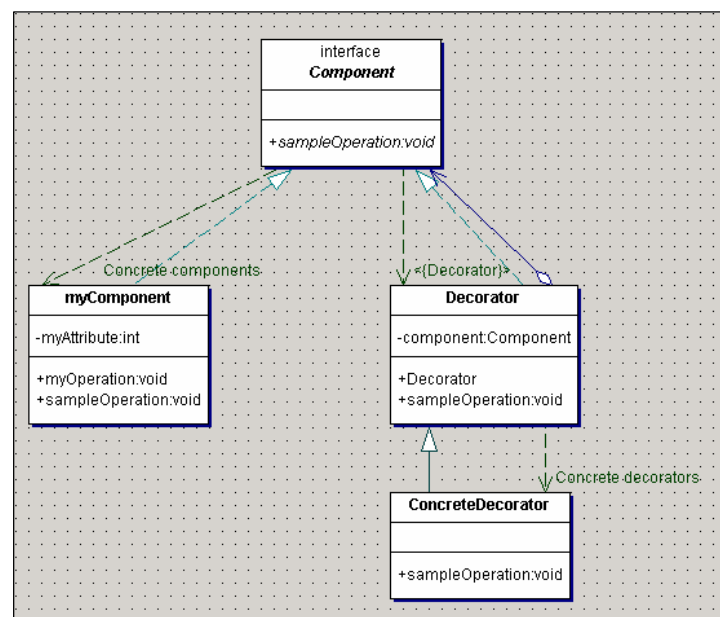 interface
Component
+sampleOperation:void
Concrete components
<{Decorator}>
myComponent
-myAttribute:int
+myOperation:void
+sampleOperation:void
Decorator
-component:Component
+Decorator
+sampleOperation:void
Concrete decorators
ConcreteDecorator
+sampleOperation:void